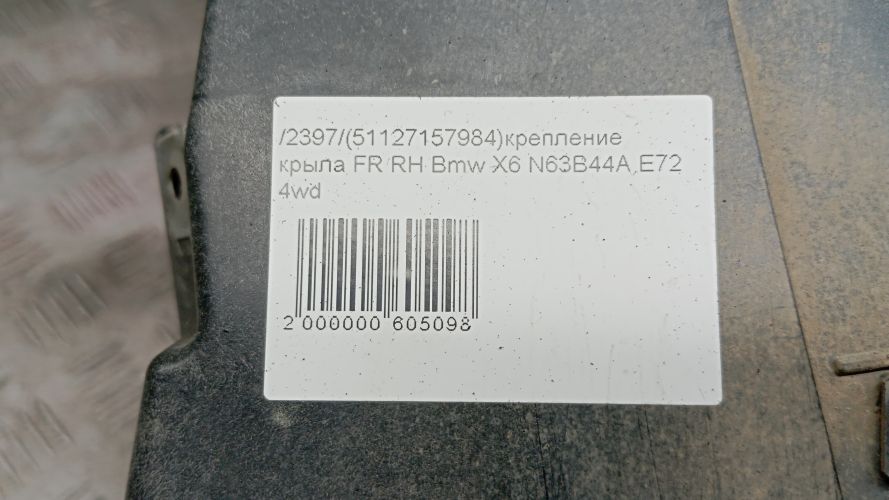 /2397/(51127157984)крепление
крыла FR RH Bmw X6 N63B44A,E72
4wd
2 000000 605098